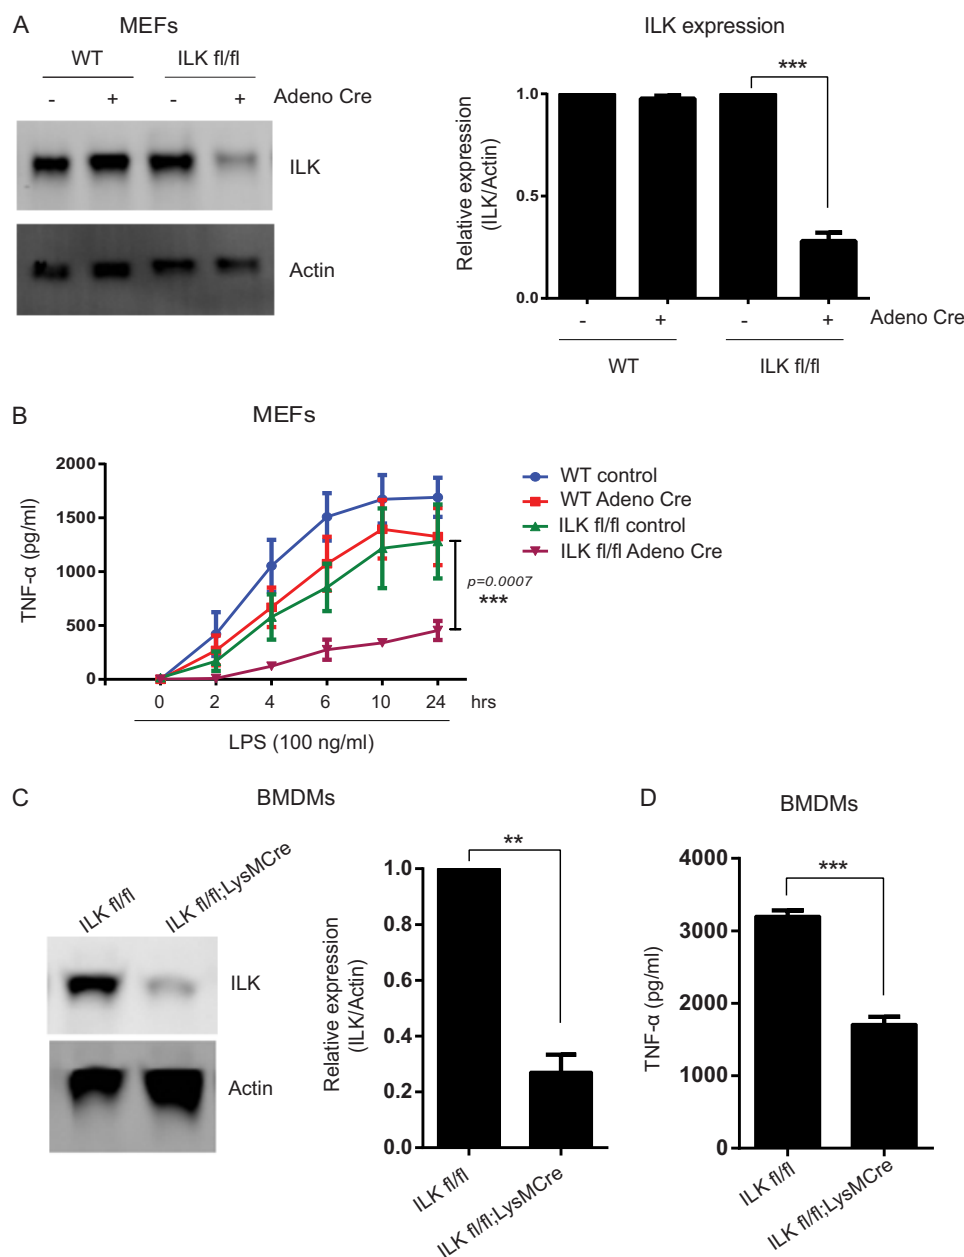 A
MEFs
WT
ILK fl/fl
- + - + Adeno Cre
ILK
Actin
ILK expression
***
Relative expression
(ILK/Actin)
1.0
0.5
0.0
- + - + Adeno Cre
WT
ILK fl/fl
B
MEFs
TNF-α (pg/ml)
2000
1500
1000
500
0
0 2 4 6 10 24 hrs
LPS (100 ng/ml)
WT control
WT Adeno Cre
ILK fl/fl control
ILK fl/fl Adeno Cre
p=0.0007
***
C
BMDMs
ILK fl/fl
ILK fl/fl;LysMCre
ILK
Actin
**
Relative expression
(ILK/Actin)
1.0
0.8
0.6
0.4
0.2
0.0
ILK fl/fl
ILK fl/fl;LysMCre
D
BMDMs
***
TNF-α (pg/ml)
4000
3000
2000
1000
0
ILK fl/fl
ILK fl/fl;LysMCre